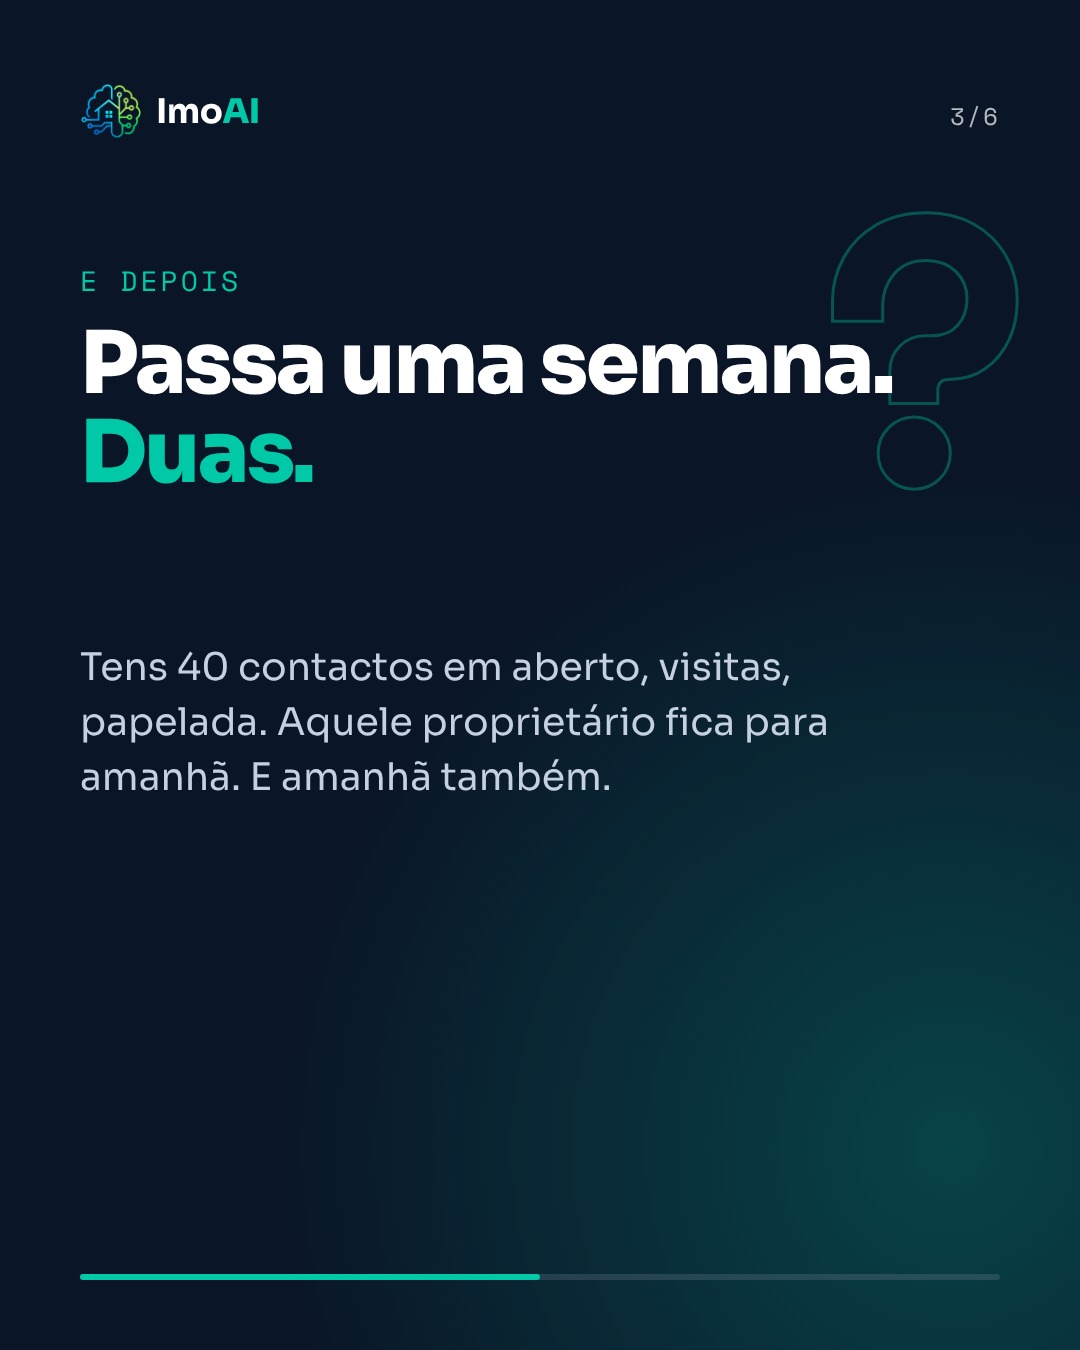 ImoAI
3/6
E DEPOIS
Passa uma semana.
Duas.
?
Tens 40 contactos em aberto, visitas,
papelada. Aquele proprietário fica para
amanhã. E amanhã também.